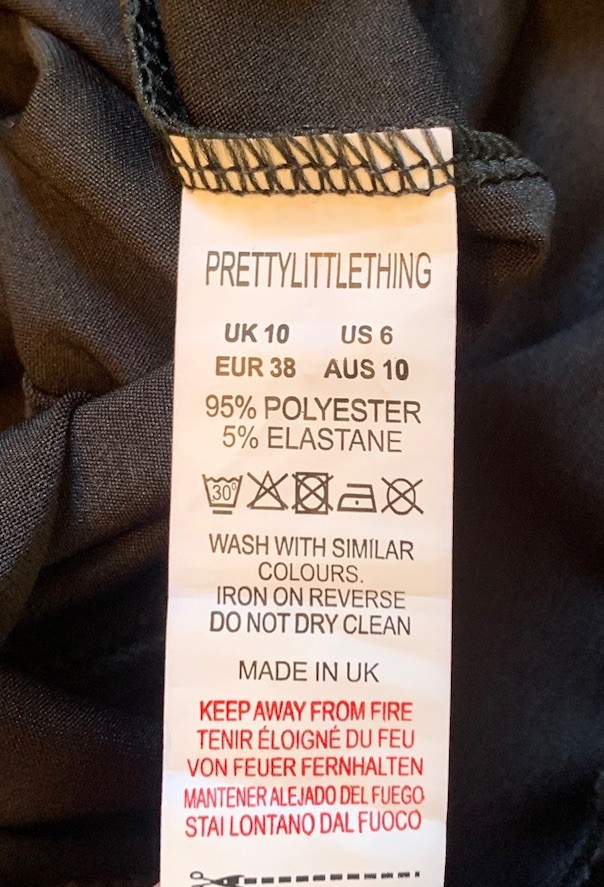 PRETTYLITTLETHING
UK 10 US 6
EUR 38 AUS 10
95% POLYESTER
5% ELASTANE
30°
WASH WITH SIMILAR
COLOURS.
IRON ON REVERSE
DO NOT DRY CLEAN
MADE IN UK
KEEP AWAY FROM FIRE
TENIR ÉLOIGNÉ DU FEU
VON FEUER FERNHALTEN
MANTENER ALEJADO DEL FUEGO
STAI LONTANO DAL FUOCO